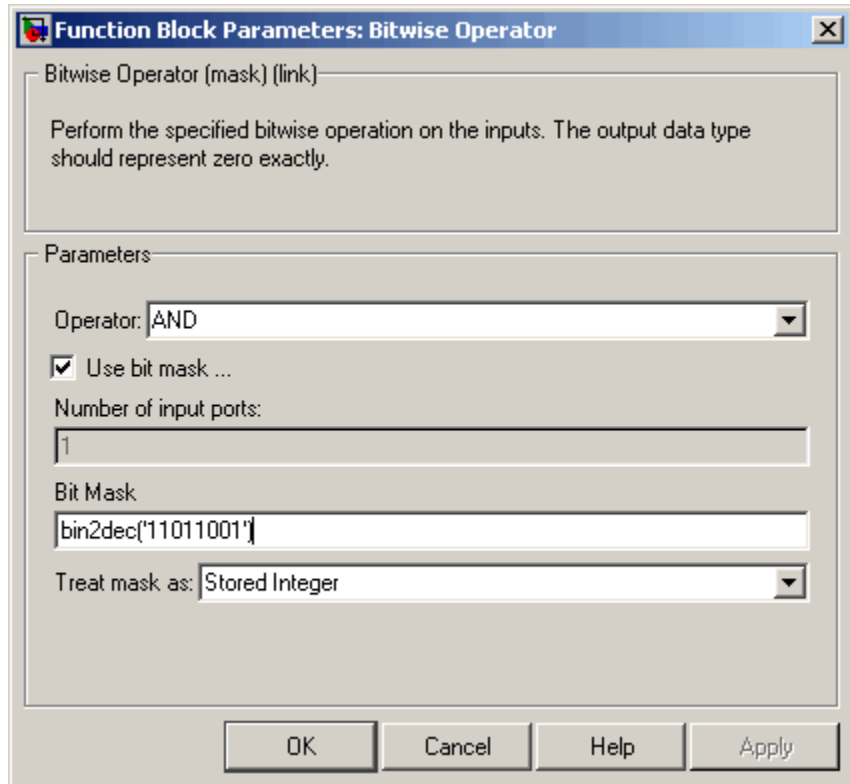 Function Block Parameters: Bitwise Operator
Bitwise Operator (mask) (link)
Perform the specified bitwise operation on the inputs. The output data type
should represent zero exactly.
Parameters
Operator: AND
Use bit mask ...
Number of input ports:
1
Bit Mask
bin2dec('11011001')
Treat mask as: Stored Integer
OK Cancel Help Apply